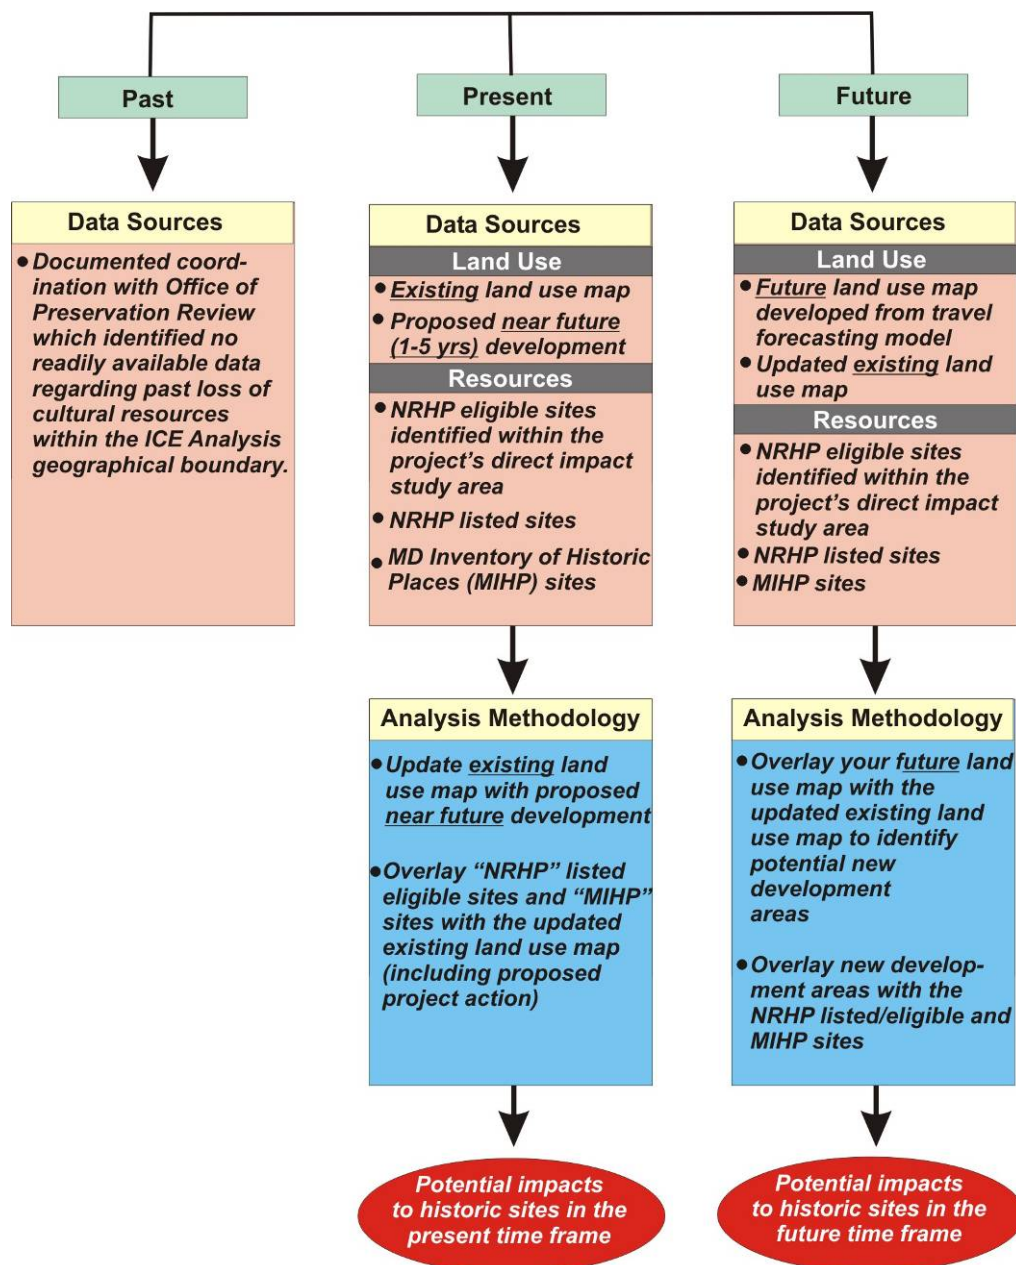 Past
Present
Future
Data Sources
• Documented coord-
ination with Office of
Preservation Review
which identified no
readily available data
regarding past loss of
cultural resources
within the ICE Analysis
geographical boundary.
Data Sources
Land Use
• Existing land use map
• Proposed near future
(1-5 yrs) development
Resources
• NRHP eligible sites
identified within the
project's direct impact
study area
• NRHP listed sites
• MD Inventory of Historic
Places (MIHP) sites
Analysis Methodology
• Update existing land
use map with proposed
near future development
• Overlay “NRHP” listed
eligible sites and “MIHP”
sites with the updated
existing land use map
(including proposed
project action)
Potential impacts
to historic sites in the
present time frame
Data Sources
Land Use
• Future land use map
developed from travel
forecasting model
• Updated existing land
use map
Resources
• NRHP eligible sites
identified within the
project's direct impact
study area
• NRHP listed sites
• MIHP sites
Analysis Methodology
• Overlay your future land
use map with the
updated existing land
use map to identify
potential new
development
areas
• Overlay new develop-
ment areas with the
NRHP listed/eligible and
MIHP sites
Potential impacts
to historic sites in the
future time frame